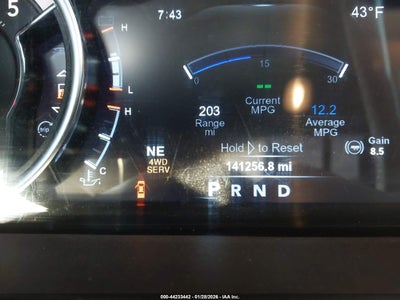 5
7:43
43°F
H
L
H
C
0
15
30
--
Current
MPG
203
Range
mi
12.2
Average
MPG
Hold ▷ to Reset
Gain
8.5
NE
4WD
SERV
141256.8 mi
P R N D
000-44233442 - 01/28/2026 - IAA Inc.